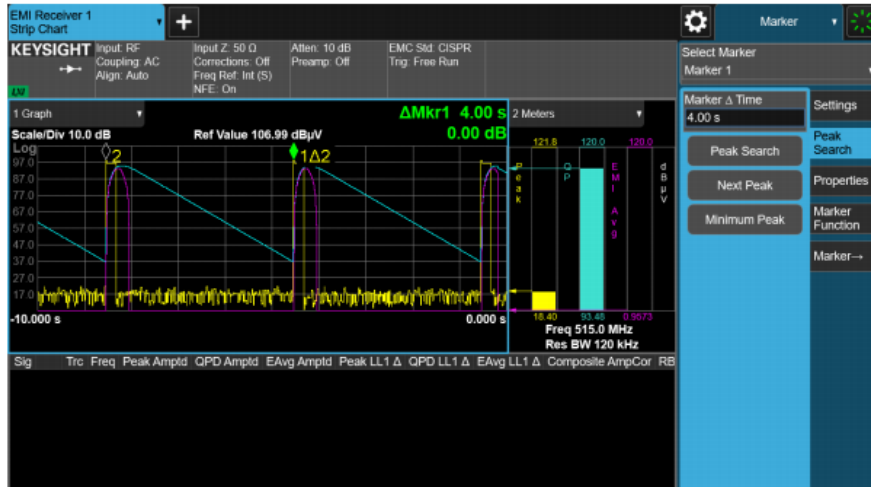 EMI Receiver 1
Strip Chart
+
Marker
KEYSIGHT
Input: RF
Coupling: AC
Align: Auto
Input Z: 50 Ω
Corrections: Off
Freq Ref: Int (S)
NFE: On
Atten: 10 dB
Preamp: Off
EMC Std: CISPR
Trig: Free Run
Select Marker
Marker 1
1 Graph
ΔMkr1 4.00 s
Scale/Div 10.0 dB
Ref Value 106.99 dBµV
0.00 dB
Log
97.0
87.0
77.0
67.0
57.0
47.0
37.0
27.0
17.0
2
1Δ2
-10.000 s
0.000 s
2 Meters
121.8 120.0 120.0
Peak
QP
EMI Avg
dBµV
18.40 93.48 0.9573
Freq 515.0 MHz
Res BW 120 kHz
Marker Δ Time
4.00 s
Peak Search
Next Peak
Minimum Peak
Settings
Peak
Search
Properties
Marker
Function
Marker→
Sig Trc Freq Peak Amptd QPD Amptd EAvg Amptd Peak LL1 Δ QPD LL1 Δ EAvg LL1 Δ Composite AmpCor RB